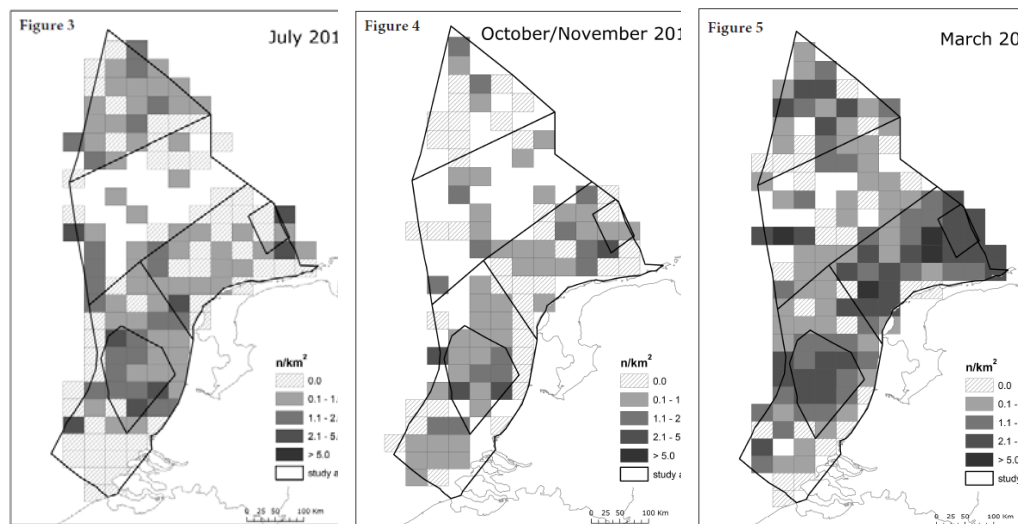 Figure 3
July 201
n/km²
0.0
0.1 - 1.
1.1 - 2.
2.1 - 5.
> 5.0
study a
0 25 50 100 Km
Figure 4
October/November 201
n/km²
0.0
0.1 - 1
1.1 - 2
2.1 - 5
> 5.0
study
0 25 50 100 Km
Figure 5
March 20
n/km²
0.0
0.1 -
1.1 -
2.1 -
> 5.0
study
0 25 50 100 Km